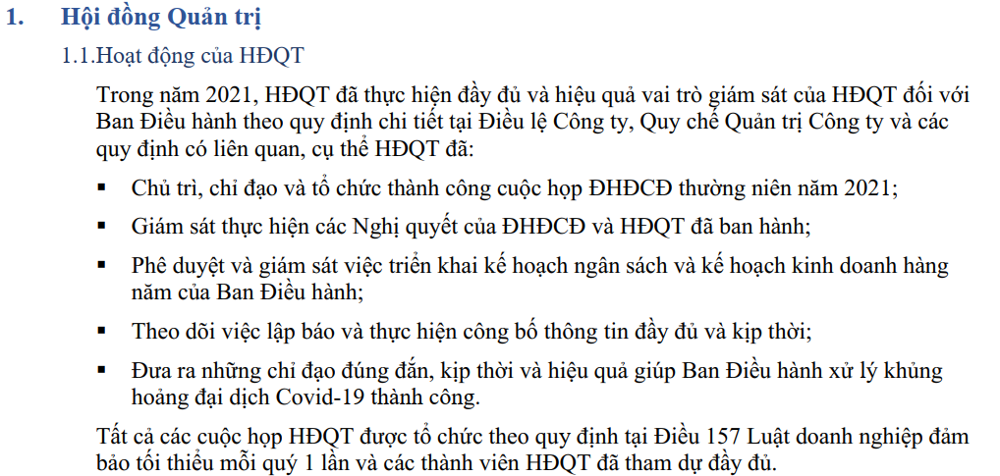 1. Hội đồng Quản trị
1.1.Hoạt động của HĐQT
Trong năm 2021, HĐQT đã thực hiện đầy đủ và hiệu quả vai trò giám sát của HĐQT đối với
Ban Điều hành theo quy định chi tiết tại Điều lệ Công ty, Quy chế Quản trị Công ty và các
quy định có liên quan, cụ thể HĐQT đã:
▪ Chủ trì, chỉ đạo và tổ chức thành công cuộc họp ĐHĐCĐ thường niên năm 2021;
▪ Giám sát thực hiện các Nghị quyết của ĐHĐCĐ và HĐQT đã ban hành;
▪ Phê duyệt và giám sát việc triển khai kế hoạch ngân sách và kế hoạch kinh doanh hàng
năm của Ban Điều hành;
▪ Theo dõi việc lập báo và thực hiện công bố thông tin đầy đủ và kịp thời;
▪ Đưa ra những chỉ đạo đúng đắn, kịp thời và hiệu quả giúp Ban Điều hành xử lý khủng
hoảng đại dịch Covid-19 thành công.
Tất cả các cuộc họp HĐQT được tổ chức theo quy định tại Điều 157 Luật doanh nghiệp đảm
bảo tối thiểu mỗi quý 1 lần và các thành viên HĐQT đã tham dự đầy đủ.